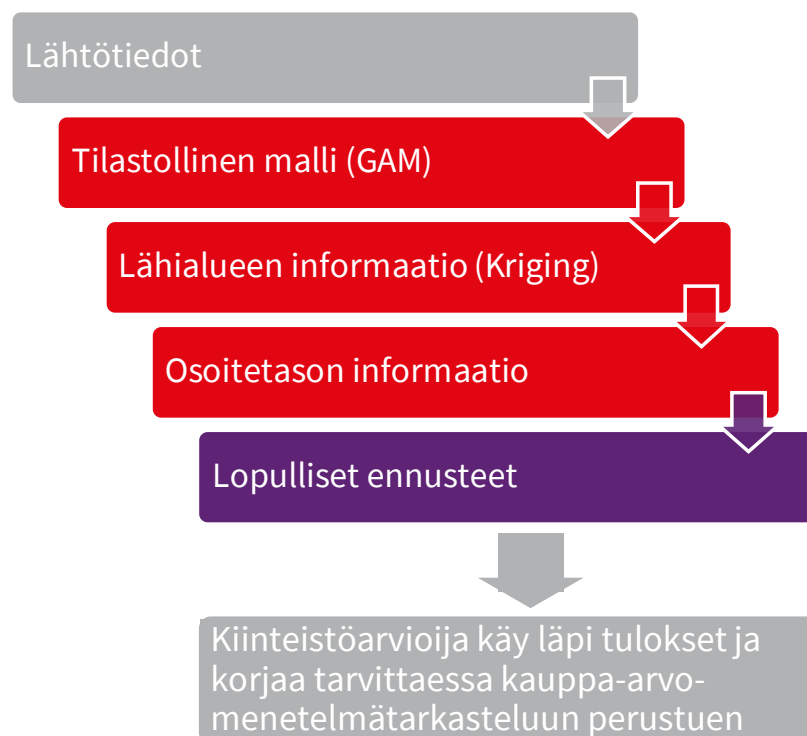 Lähtötiedot
Tilastollinen malli (GAM)
Lähialueen informaatio (Kriging)
Osoitetason informaatio
Lopulliset ennusteet
Kiinteistöarvioija käy läpi tulokset ja
korjaa tarvittaessa kauppa-arvo-
menetelmätarkasteluun perustuen